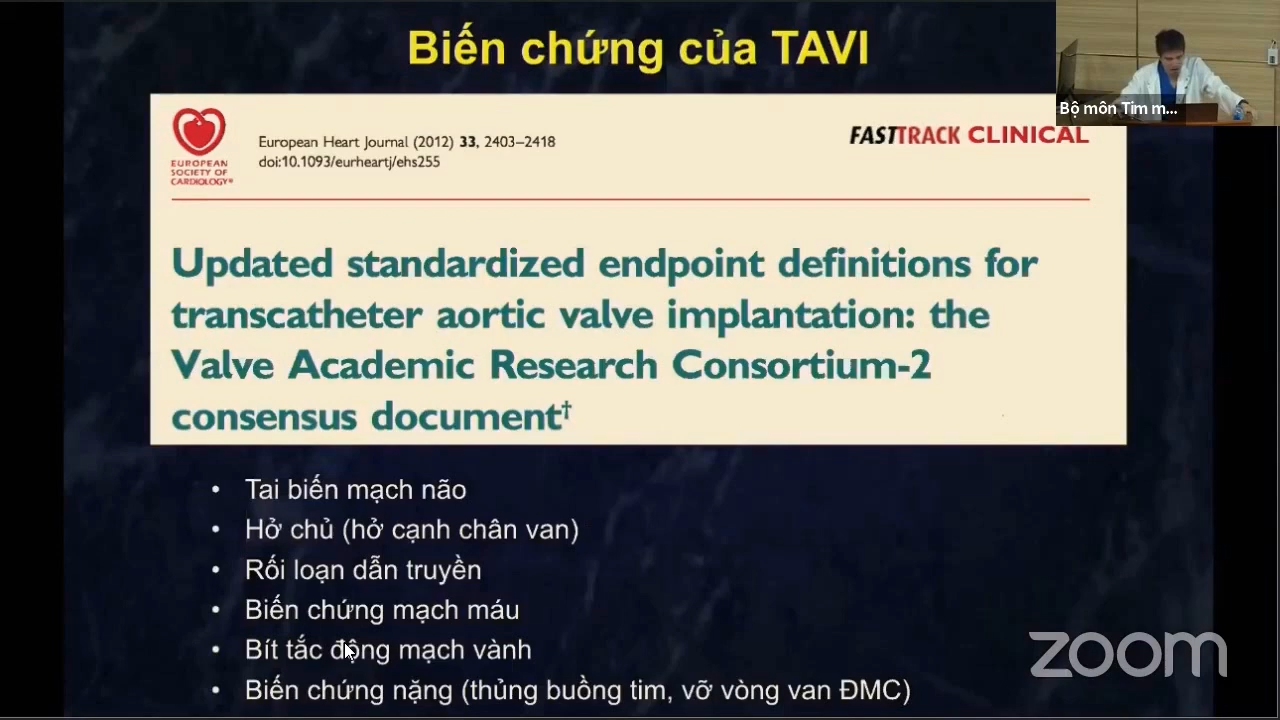 Biến chứng của TAVI
Bộ môn Tim m...
EUROPEAN
SOCIETY OF
CARDIOLOGY®
European Heart Journal (2012) 33, 2403–2418
doi:10.1093/eurheartj/ehs255
FASTTRACK CLINICAL
Updated standardized endpoint definitions for
transcatheter aortic valve implantation: the
Valve Academic Research Consortium-2
consensus document†
• Tai biến mạch não
• Hở chủ (hở cạnh chân van)
• Rối loạn dẫn truyền
• Biến chứng mạch máu
• Bít tắc động mạch vành
• Biến chứng nặng (thủng buồng tim, vỡ vòng van ĐMC)
zoom